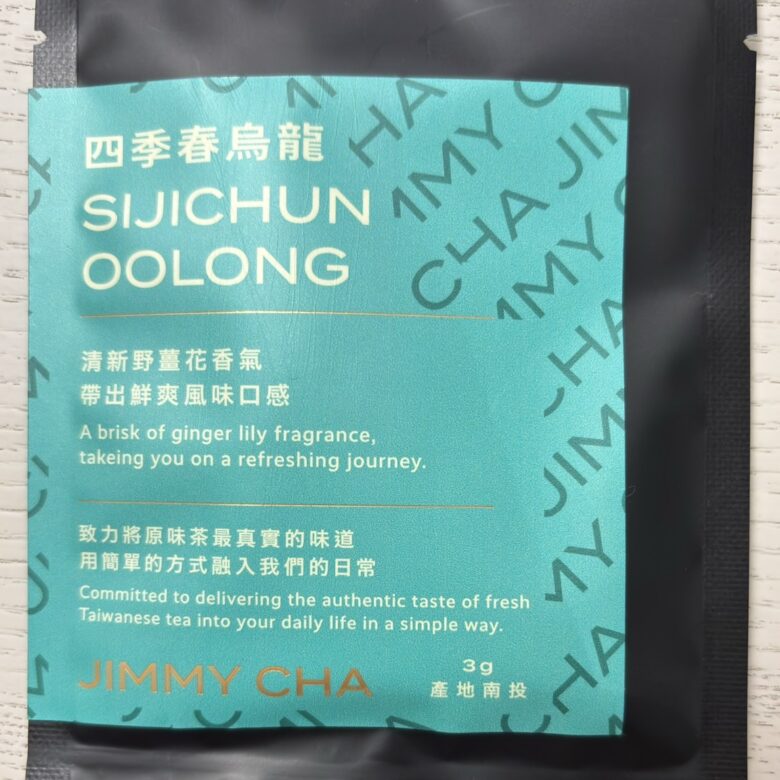 四季春烏龍
SIJICHUN
OOLONG
清新野薑花香氣
帶出鮮爽風味口感
A brisk of ginger lily fragrance,
takeing you on a refreshing journey.
致力將原味茶最真實的味道
用簡單的方式融入我們的日常
Committed to delivering the authentic taste of fresh
Taiwanese tea into your daily life in a simple way.
JIMMY CHA
3g
產地南投